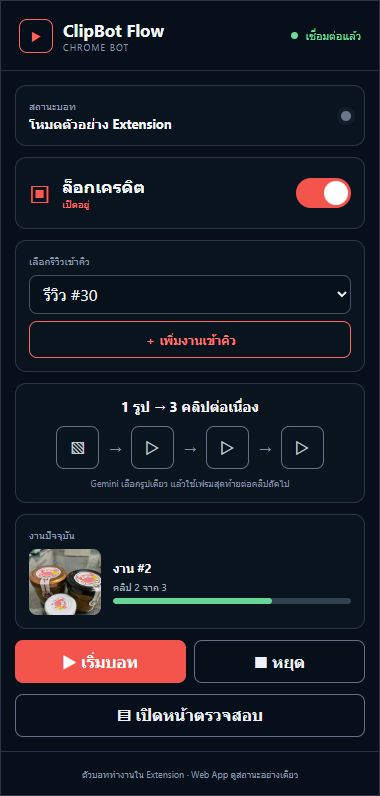 ClipBot Flow
CHROME BOT
เชื่อมต่อแล้ว
สถานะบอท
โหมดตัวอย่าง Extension
ล็อกเครดิต
เปิดอยู่
เลือกรีวิวเข้าคิว
รีวิว #30
+ เพิ่มงานเข้าคิว
1 รูป → 3 คลิปต่อเนื่อง
Gemini เลือกรูปเดียว แล้วใช้เฟรมสุดท้ายต่อคลิปถัดไป
งานปัจจุบัน
งาน #2
คลิป 2 จาก 3
▶ เริ่มบอท
■ หยุด
▤ เปิดหน้าตรวจสอบ
ตัวบอททำงานใน Extension · Web App ดูสถานะอย่างเดียว